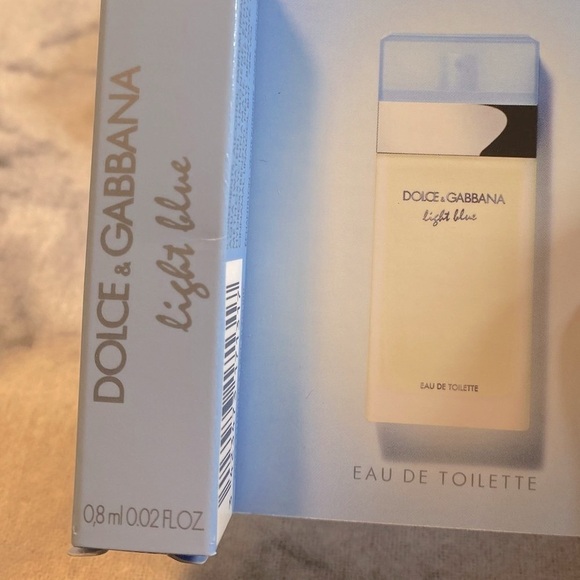 DOLCE & GABBANA
light blue
0,8 ml 0.02 FL.OZ
DOLCE & GABBANA
light blue
EAU DE TOILETTE
EAU DE TOILETTE